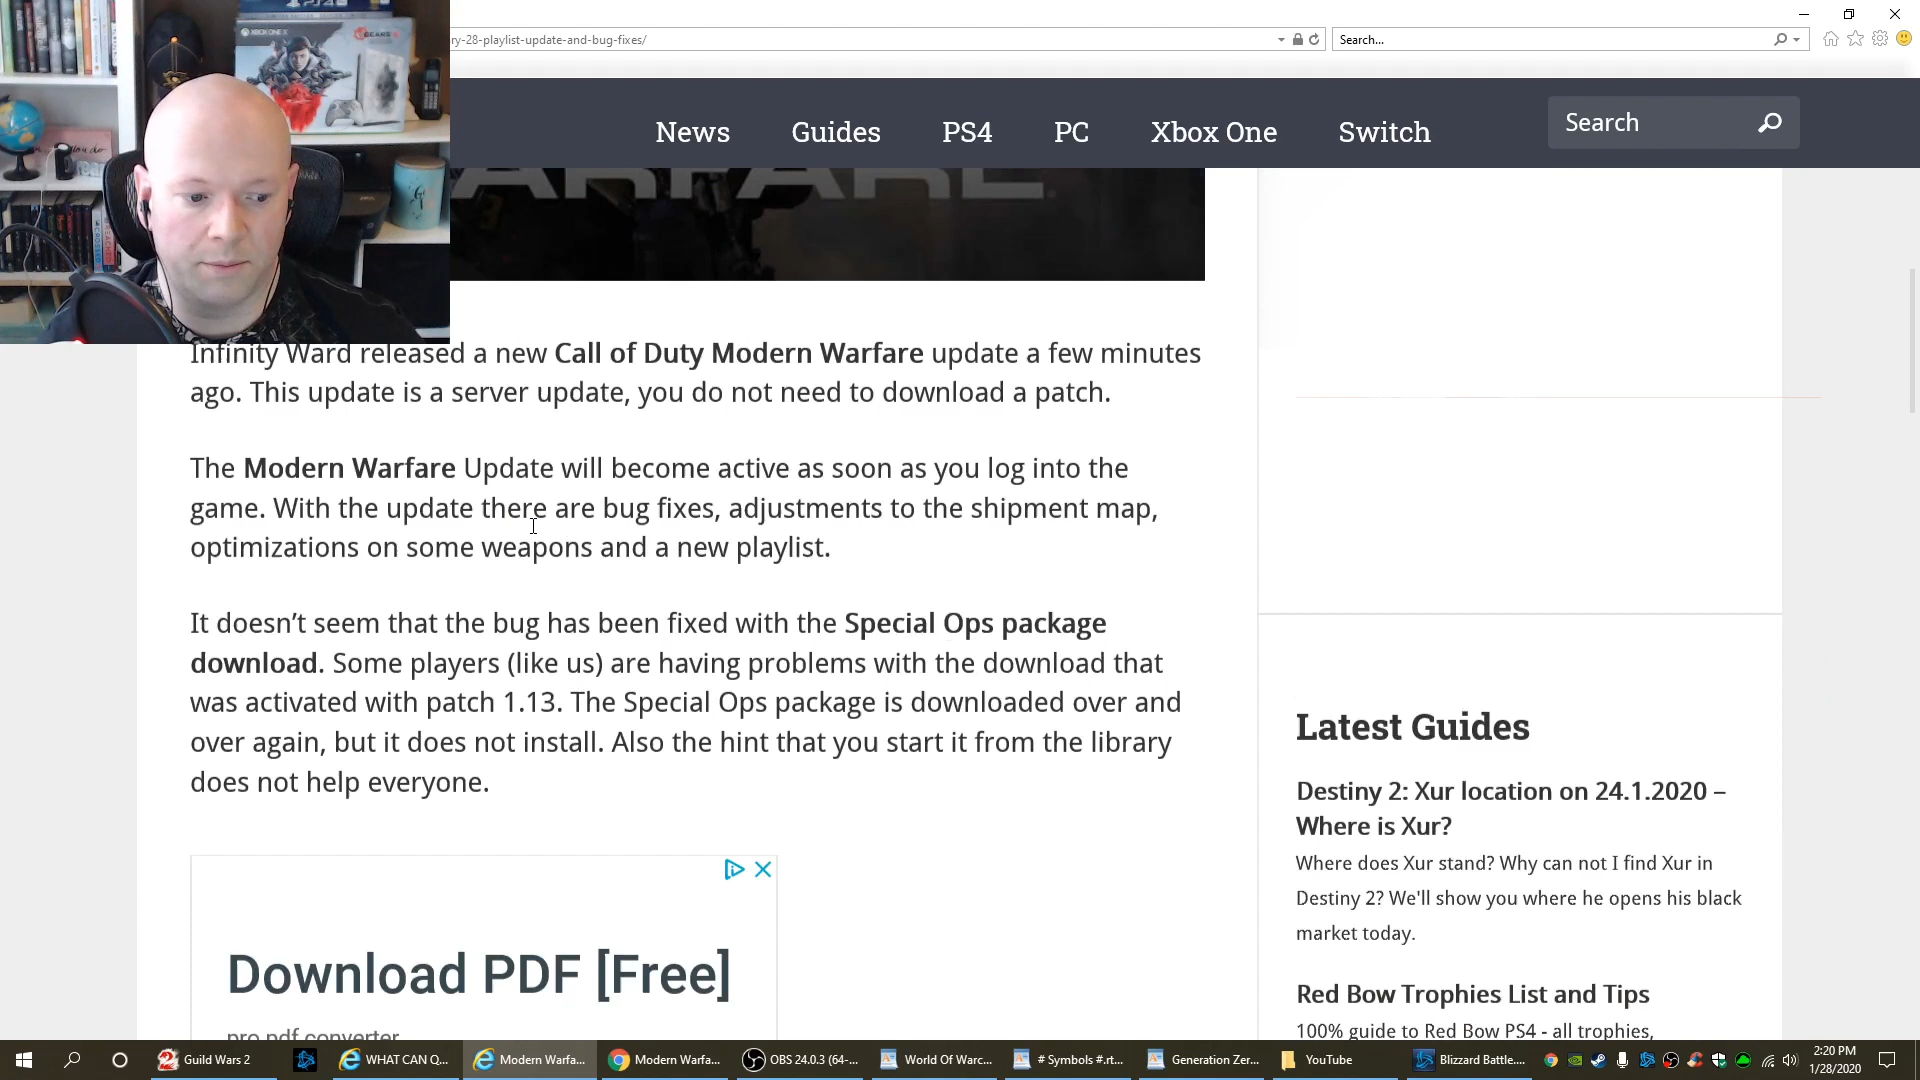 XBOX ONE X
GEARS 5
ry-28-playlist-update-and-bug-fixes/
Search...
News Guides PS4 PC Xbox One Switch
Search
Infinity Ward released a new Call of Duty Modern Warfare update a few minutes
ago. This update is a server update, you do not need to download a patch.
The Modern Warfare Update will become active as soon as you log into the
game. With the update there are bug fixes, adjustments to the shipment map,
optimizations on some weapons and a new playlist.
It doesn’t seem that the bug has been fixed with the Special Ops package
download. Some players (like us) are having problems with the download that
was activated with patch 1.13. The Special Ops package is downloaded over and
over again, but it does not install. Also the hint that you start it from the library
does not help everyone.
Download PDF [Free]
pro pdf converter
Latest Guides
Destiny 2: Xur location on 24.1.2020 –
Where is Xur?
Where does Xur stand? Why can not I find Xur in
Destiny 2? We'll show you where he opens his black
market today.
Red Bow Trophies List and Tips
100% guide to Red Bow PS4 - all trophies,
Guild Wars 2
WHAT CAN Q...
Modern Warfa...
Modern Warfa...
OBS 24.0.3 (64-...
World Of Warc...
# Symbols #.rt...
Generation Zer...
YouTube
Blizzard Battle....
2:20 PM
1/28/2020